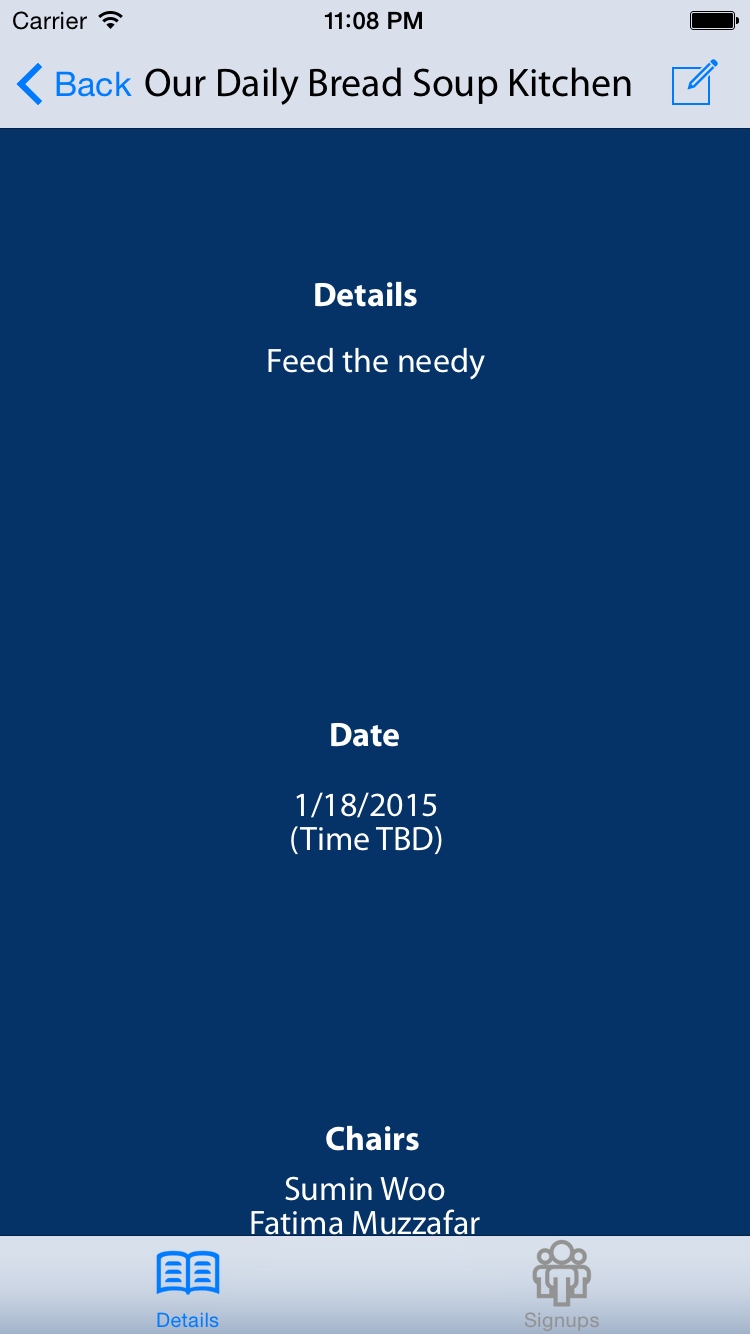 Carrier 11:08 PM
Back Our Daily Bread Soup Kitchen
Details
Feed the needy
Date
1/18/2015
(Time TBD)
Chairs
Sumin Woo
Fatima Muzzafar
Details Signups